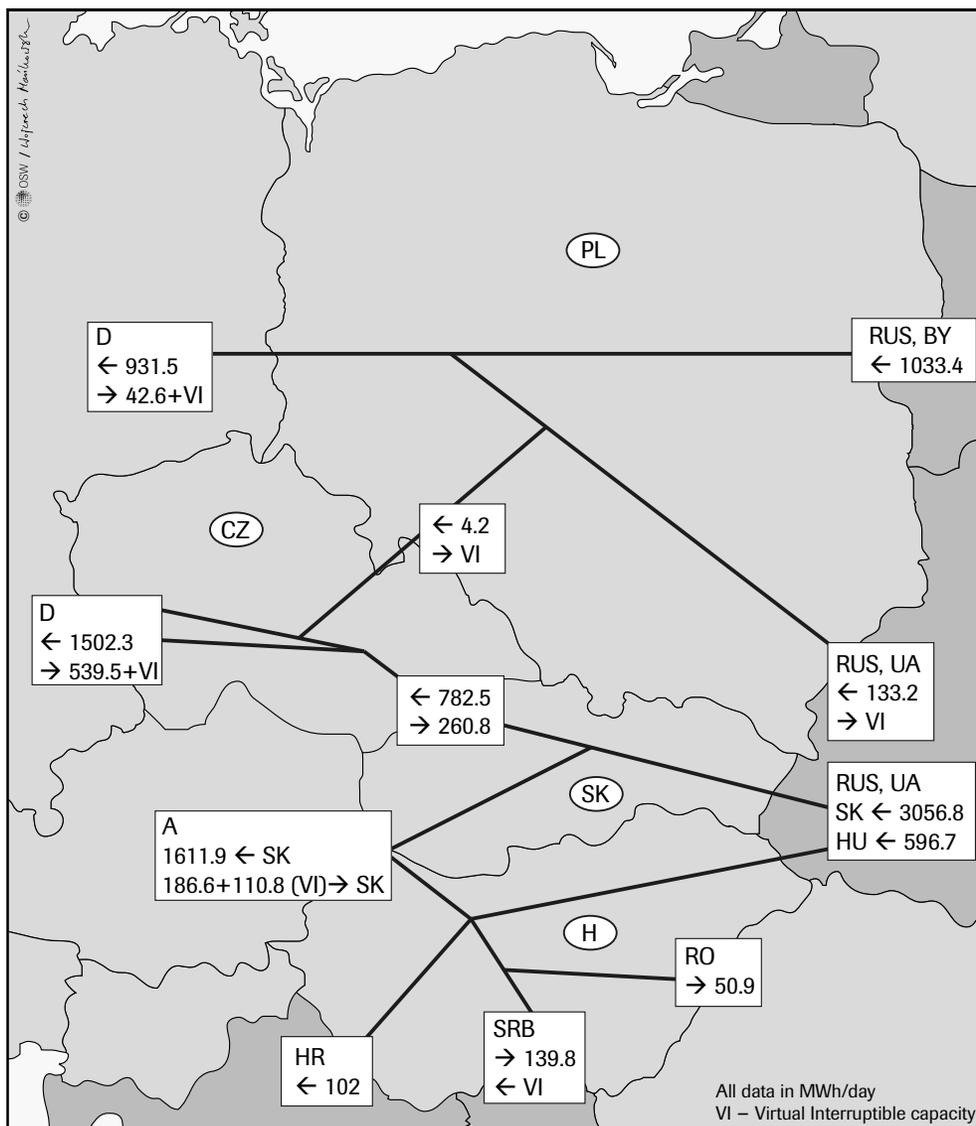 © OSW / Wojciech Mańkowski
PL
D
← 931.5
→ 42.6+VI
RUS, BY
← 1033.4
CZ
← 4.2
→ VI
D
← 1502.3
→ 539.5+VI
← 782.5
→ 260.8
RUS, UA
← 133.2
→ VI
SK
RUS, UA
SK ← 3056.8
HU ← 596.7
A
1611.9 ← SK
186.6+110.8 (VI)→ SK
H
RO
→ 50.9
SRB
→ 139.8
← VI
HR
← 102
All data in MWh/day
VI – Virtual Interruptible capacity